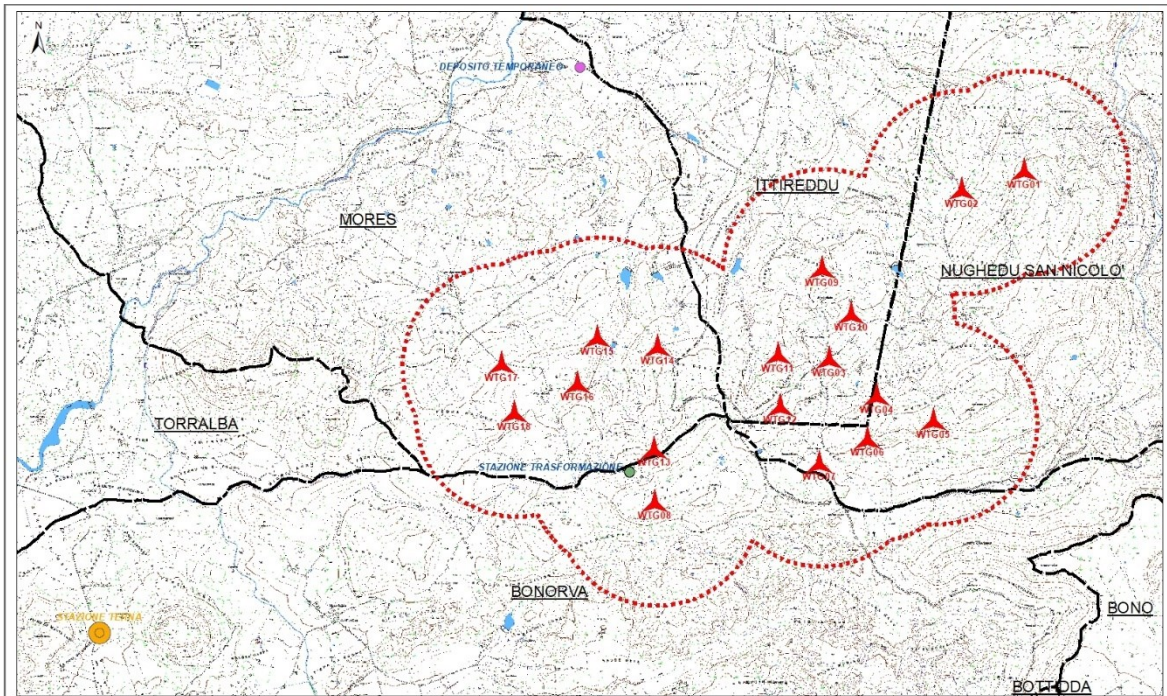 N
DEPOSITO TEMPORANEO
WTG01
ITTIREDDU
WTG02
MORES
NUGHEDU SAN NICOLO'
WTG09
WTG10
WTG15
WTG14
WTG11
WTG03
WTG17
WTG16
WTG04
WTG12
WTG18
TORRALBA
WTG05
WTG06
WTG13
STAZIONE TRASFORMAZIONE
WTG07
WTG08
BONORVA
BONO
STAZIONE TERNA
BOTTIDDA